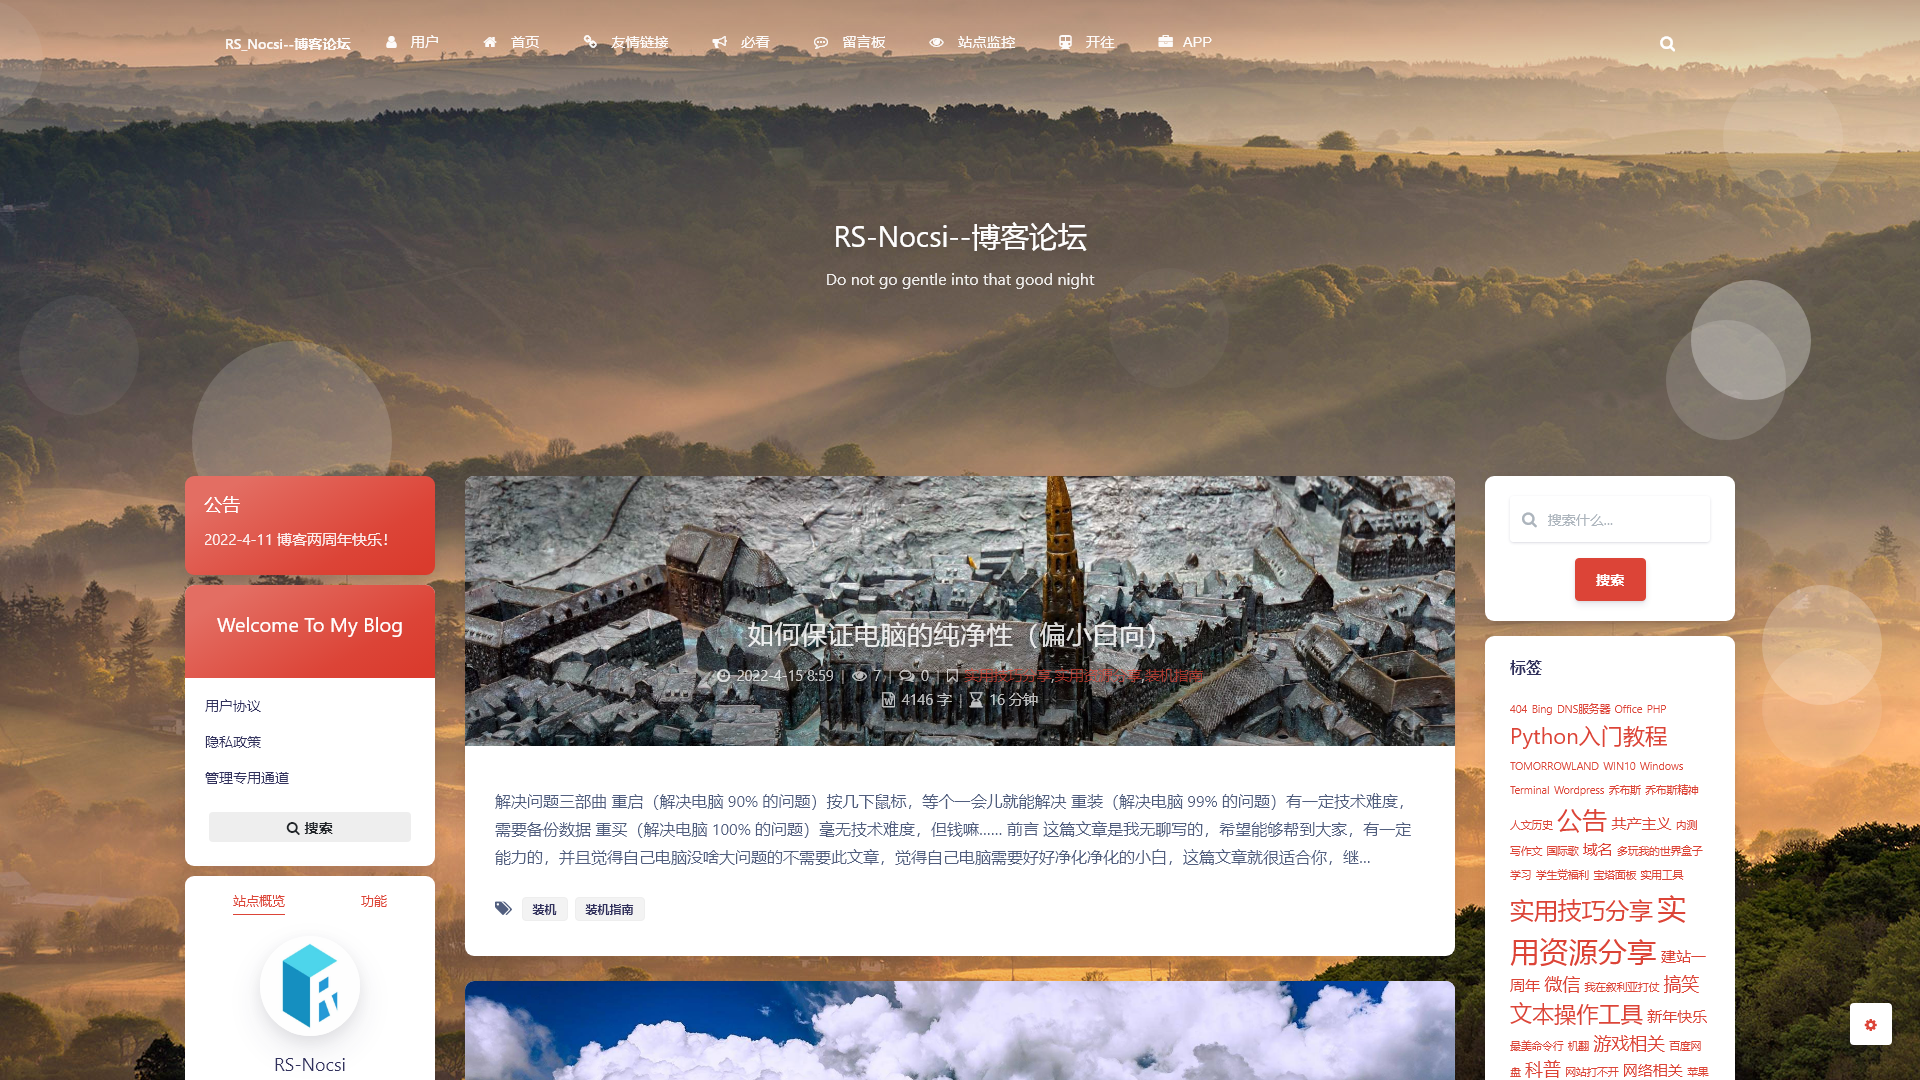 RS_Nocsi--博客论坛 用户 首页 友情链接 必看 留言板 站点监控 开往 APP
RS-Nocsi--博客论坛
Do not go gentle into that good night
公告
2022-4-11 博客两周年快乐！
Welcome To My Blog
用户协议
隐私政策
管理专用通道
搜索
站点概览 功能
RS-Nocsi
如何保证电脑的纯净性（偏小白向）
2022-4-15 8:59 | 7 | 0 | 实用技巧分享,实用资源分享,装机指南
4146 字 | 16 分钟
解决问题三部曲 重启（解决电脑 90% 的问题）按几下鼠标，等个一会儿就能解决 重装（解决电脑 99% 的问题）有一定技术难度，
需要备份数据 重买（解决电脑 100% 的问题）毫无技术难度，但钱嘛…… 前言 这篇文章是我无聊写的，希望能够帮到大家，有一定
能力的，并且觉得自己电脑没啥大问题的不需要此文章，觉得自己电脑需要好好净化净化的小白，这篇文章就很适合你，继...
装机 装机指南
搜索什么...
搜索
标签
404 Bing DNS服务器 Office PHP
Python入门教程
TOMORROWLAND WIN10 Windows
Terminal Wordpress 乔布斯 乔布斯精神
人文历史 公告 共产主义 内测
写作文 国际歌 域名 多玩我的世界盒子
学习 学生党福利 宝塔面板 实用工具
实用技巧分享 实
用资源分享 建站一
周年 微信 我在叙利亚打仗 搞笑
文本操作工具 新年快乐
最美命令行 机翻 游戏相关 百度网
盘 科普 网站打不开 网络相关 苹果